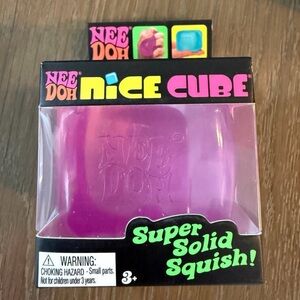 NEE
DOH
NEE
DOH
NICE CUBE
NEE
DOH
Super
Solid
Squish!
WARNING:
CHOKING HAZARD - Small parts.
Not for children under 3 years.
3+